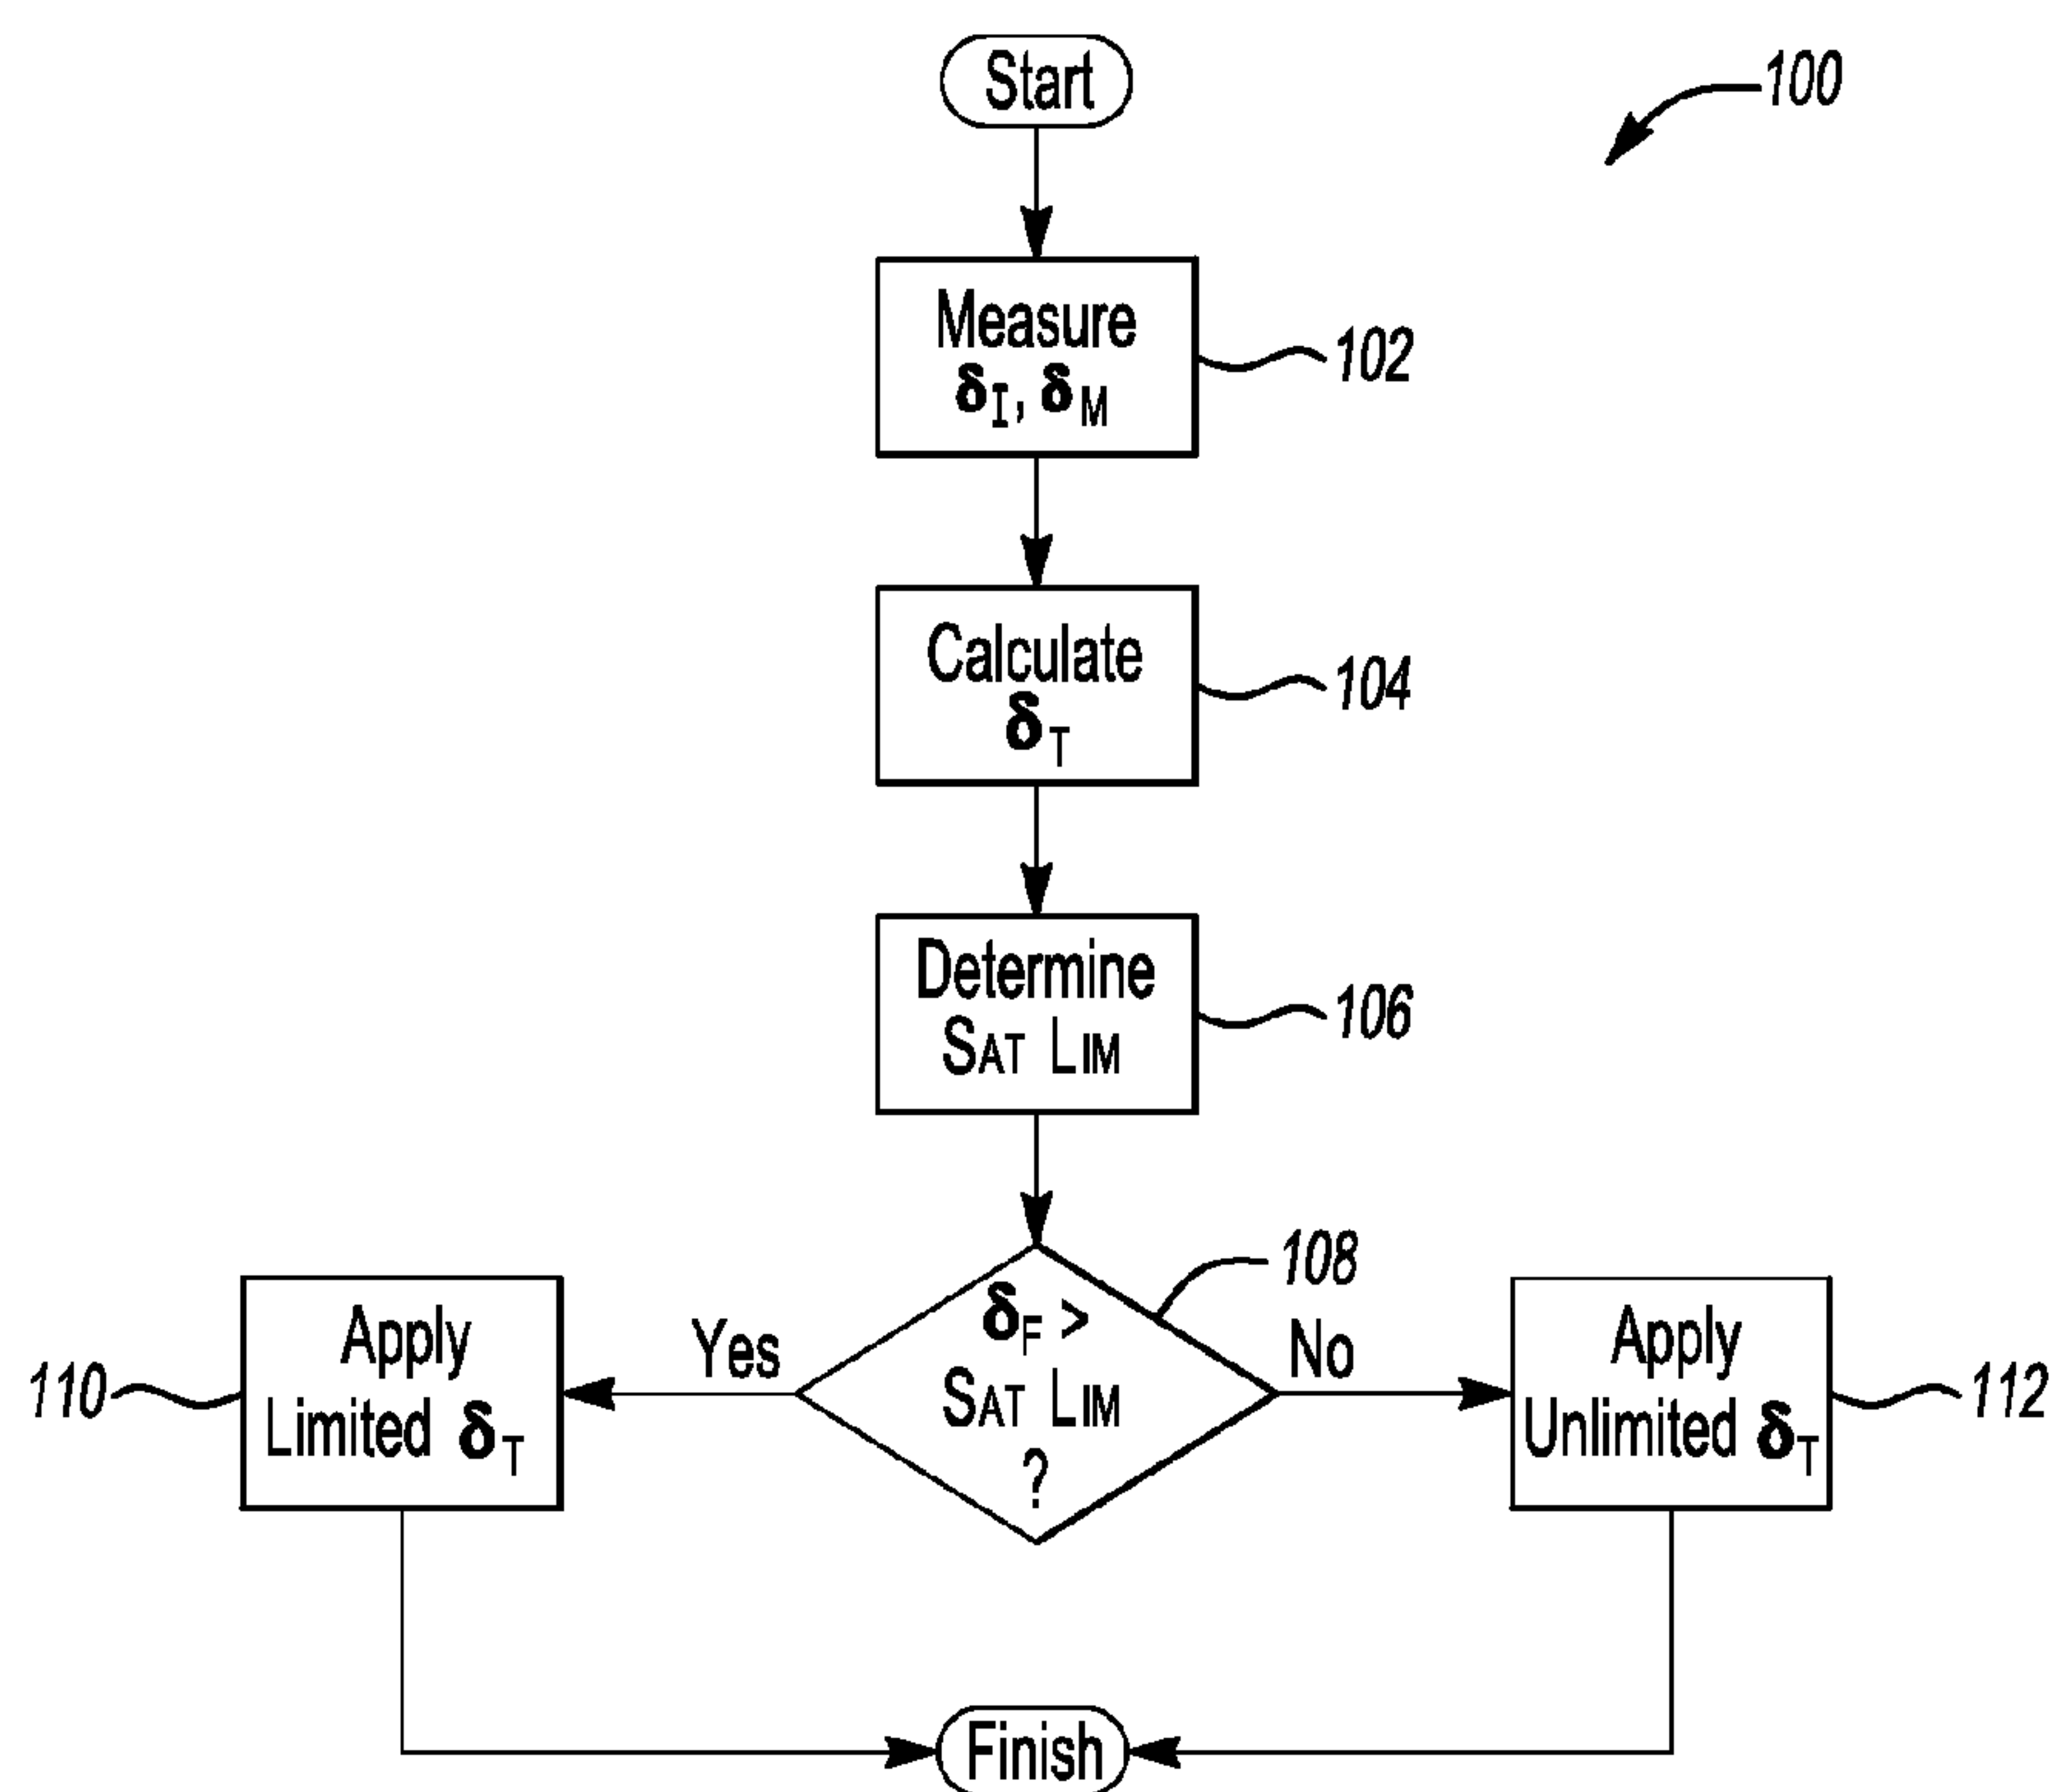 Start
100
Measure
δI, δM
102
Calculate
δT
104
Determine
SAT LIM
106
108
δF >
SAT LIM
?
Yes
No
Apply
Limited δT
110
Apply
Unlimited δT
112
Finish